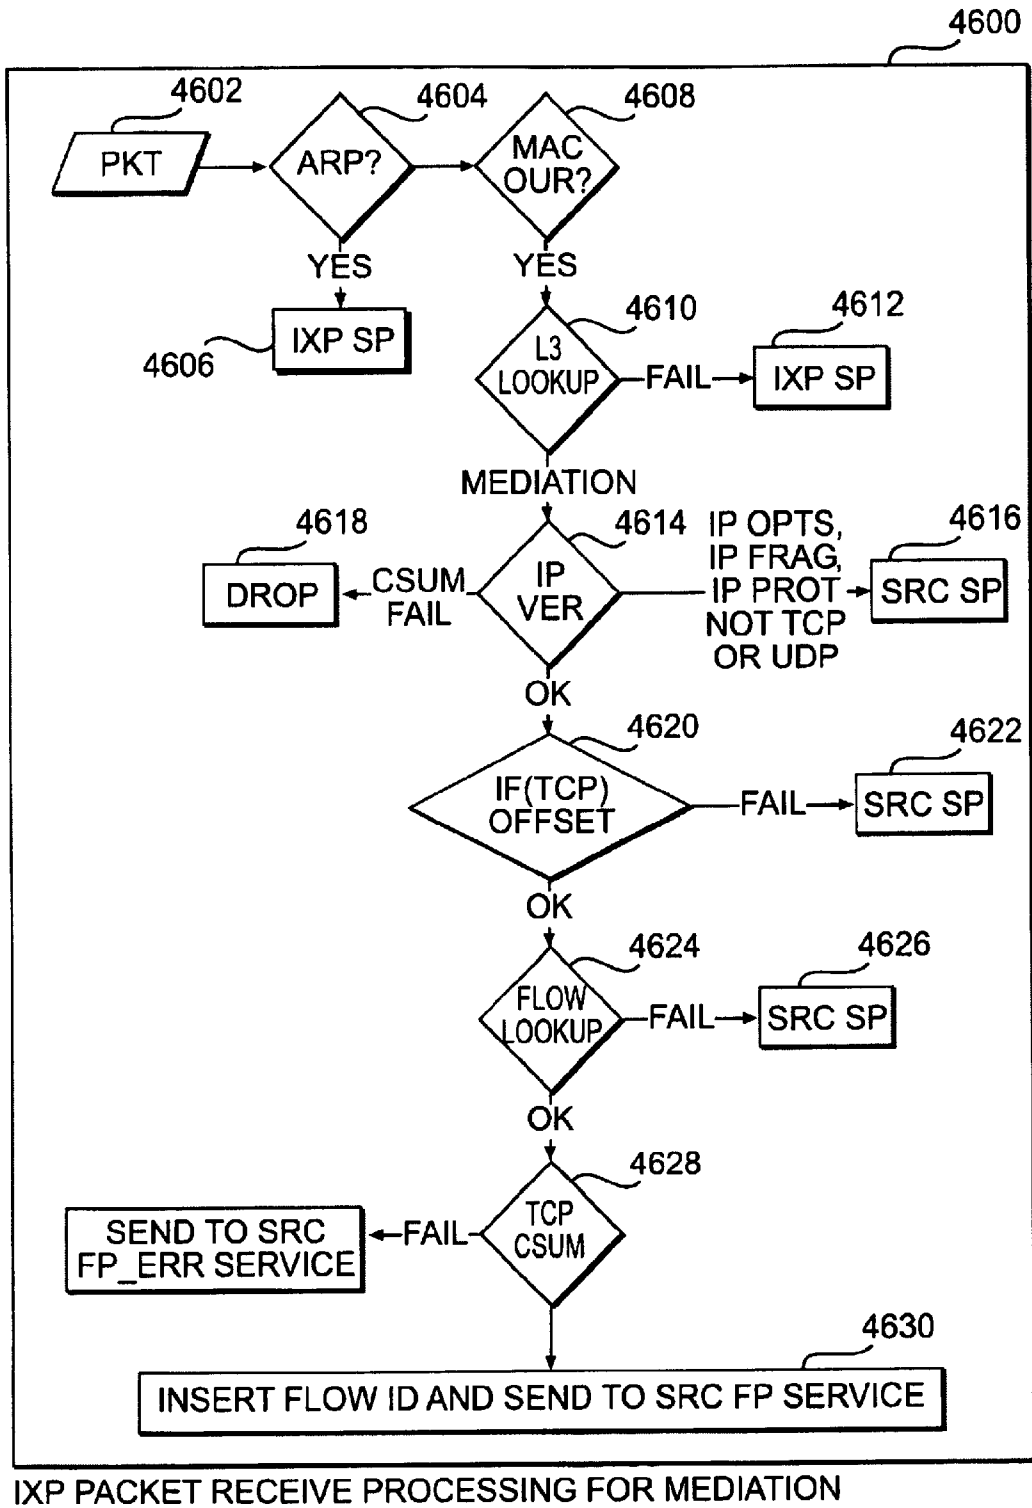 4600
4602
4604
4608
PKT
ARP?
MAC
OUR?
YES
YES
4606
IXP SP
4610
4612
L3
LOOKUP
FAIL
IXP SP
MEDIATION
4618
4614
4616
DROP
CSUM
FAIL
IP
VER
IP OPTS,
IP FRAG,
IP PROT
NOT TCP
OR UDP
SRC SP
OK
4620
4622
IF(TCP)
OFFSET
FAIL
SRC SP
OK
4624
4626
FLOW
LOOKUP
FAIL
SRC SP
OK
4628
SEND TO SRC
FP_ERR SERVICE
FAIL
TCP
CSUM
4630
INSERT FLOW ID AND SEND TO SRC FP SERVICE
IXP PACKET RECEIVE PROCESSING FOR MEDIATION